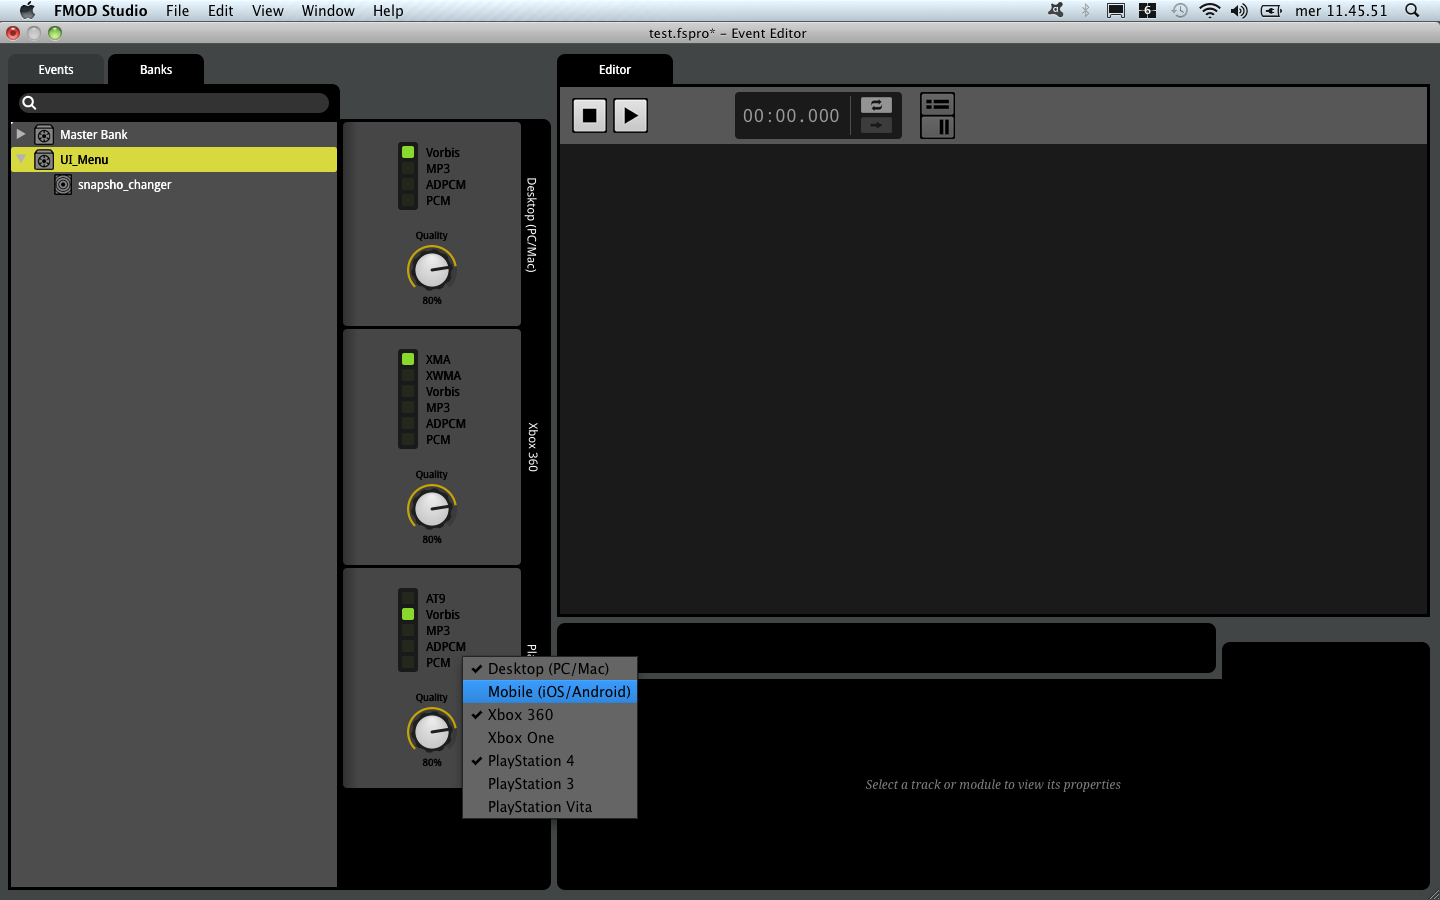 FMOD Studio File Edit View Window Help mer 11.45.51
test.fspro* – Event Editor
Events Banks
Editor
00:00.000
Master Bank
UI_Menu
snapsho_changer
Vorbis
MP3
ADPCM
PCM
Quality
80%
Desktop (PC/Mac)
XMA
XWMA
Vorbis
MP3
ADPCM
PCM
Quality
80%
Xbox 360
AT9
Vorbis
MP3
ADPCM
PCM
Quality
80%
Pla
Desktop (PC/Mac)
Mobile (iOS/Android)
Xbox 360
Xbox One
PlayStation 4
PlayStation 3
PlayStation Vita
Select a track or module to view its properties